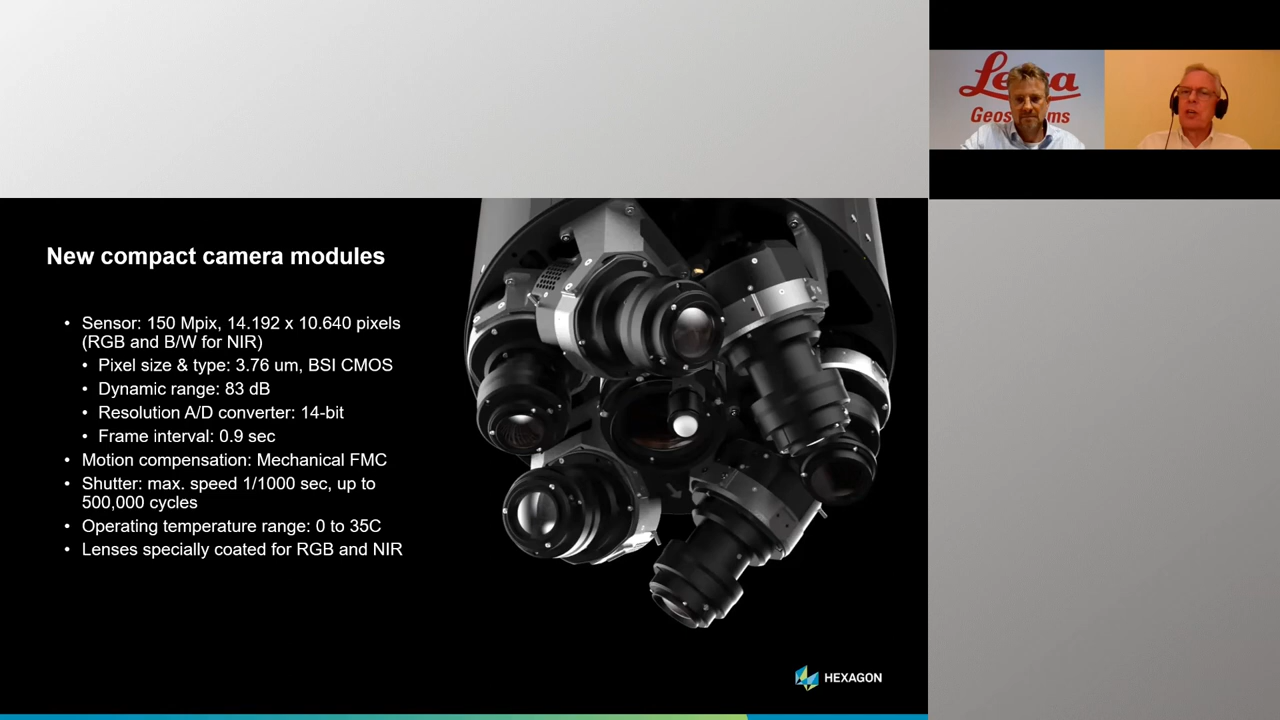 Leica
Geosystems
New compact camera modules
• Sensor: 150 Mpix, 14.192 x 10.640 pixels
(RGB and B/W for NIR)
• Pixel size & type: 3.76 um, BSI CMOS
• Dynamic range: 83 dB
• Resolution A/D converter: 14-bit
• Frame interval: 0.9 sec
• Motion compensation: Mechanical FMC
• Shutter: max. speed 1/1000 sec, up to
500,000 cycles
• Operating temperature range: 0 to 35C
• Lenses specially coated for RGB and NIR
HEXAGON